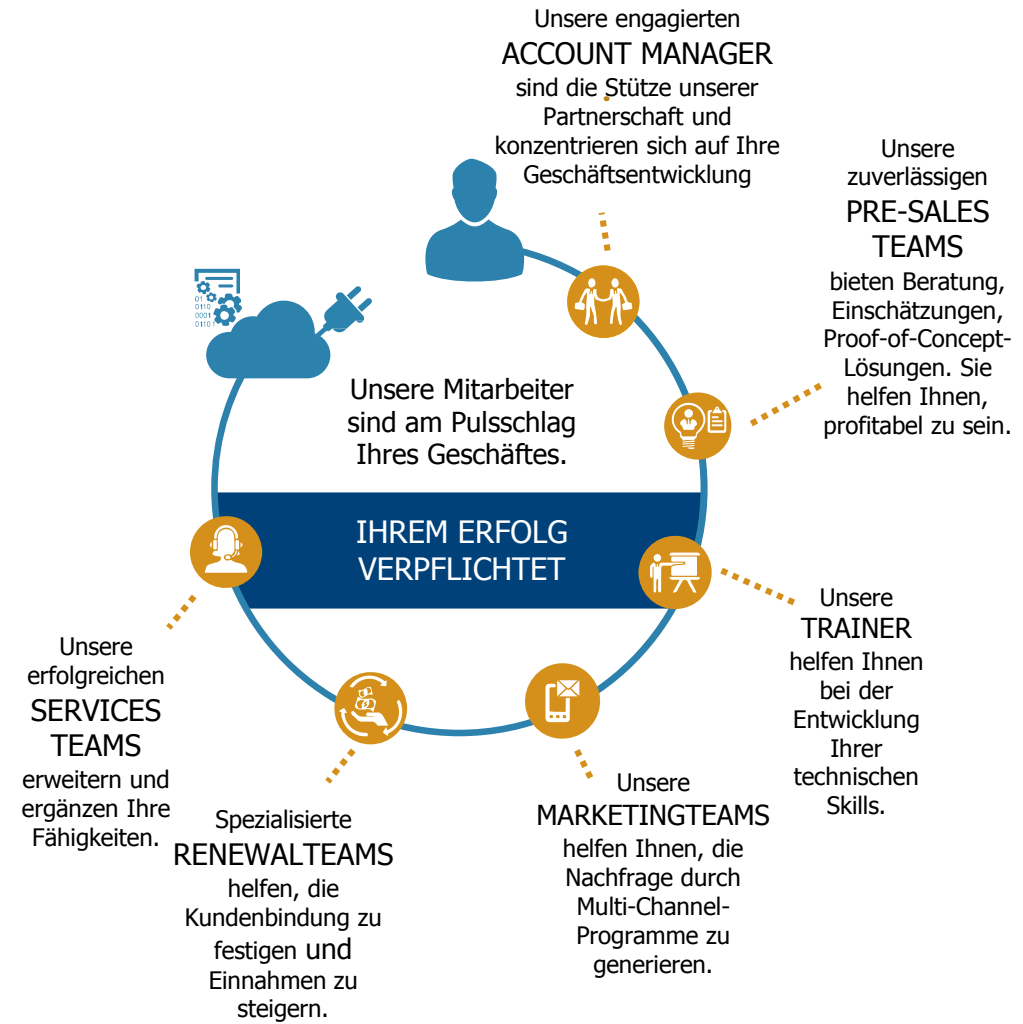 Unsere engagierten
ACCOUNT MANAGER
sind die Stütze unserer
Partnerschaft und
konzentrieren sich auf Ihre
Geschäftsentwicklung
Unsere
zuverlässigen
PRE-SALES
TEAMS
bieten Beratung,
Einschätzungen,
Proof-of-Concept-
Lösungen. Sie
helfen Ihnen,
profitabel zu sein.
01
0110
0001
01101
Unsere Mitarbeiter
sind am Pulsschlag
Ihres Geschäftes.
IHREM ERFOLG
VERPFLICHTET
Unsere
TRAINER
helfen Ihnen
bei der
Entwicklung
Ihrer
technischen
Skills.
Unsere
MARKETINGTEAMS
helfen Ihnen, die
Nachfrage durch
Multi-Channel-
Programme zu
generieren.
Spezialisierte
RENEWALTEAMS
helfen, die
Kundenbindung zu
festigen und
Einnahmen zu
steigern.
Unsere
erfolgreichen
SERVICES
TEAMS
erweitern und
ergänzen Ihre
Fähigkeiten.